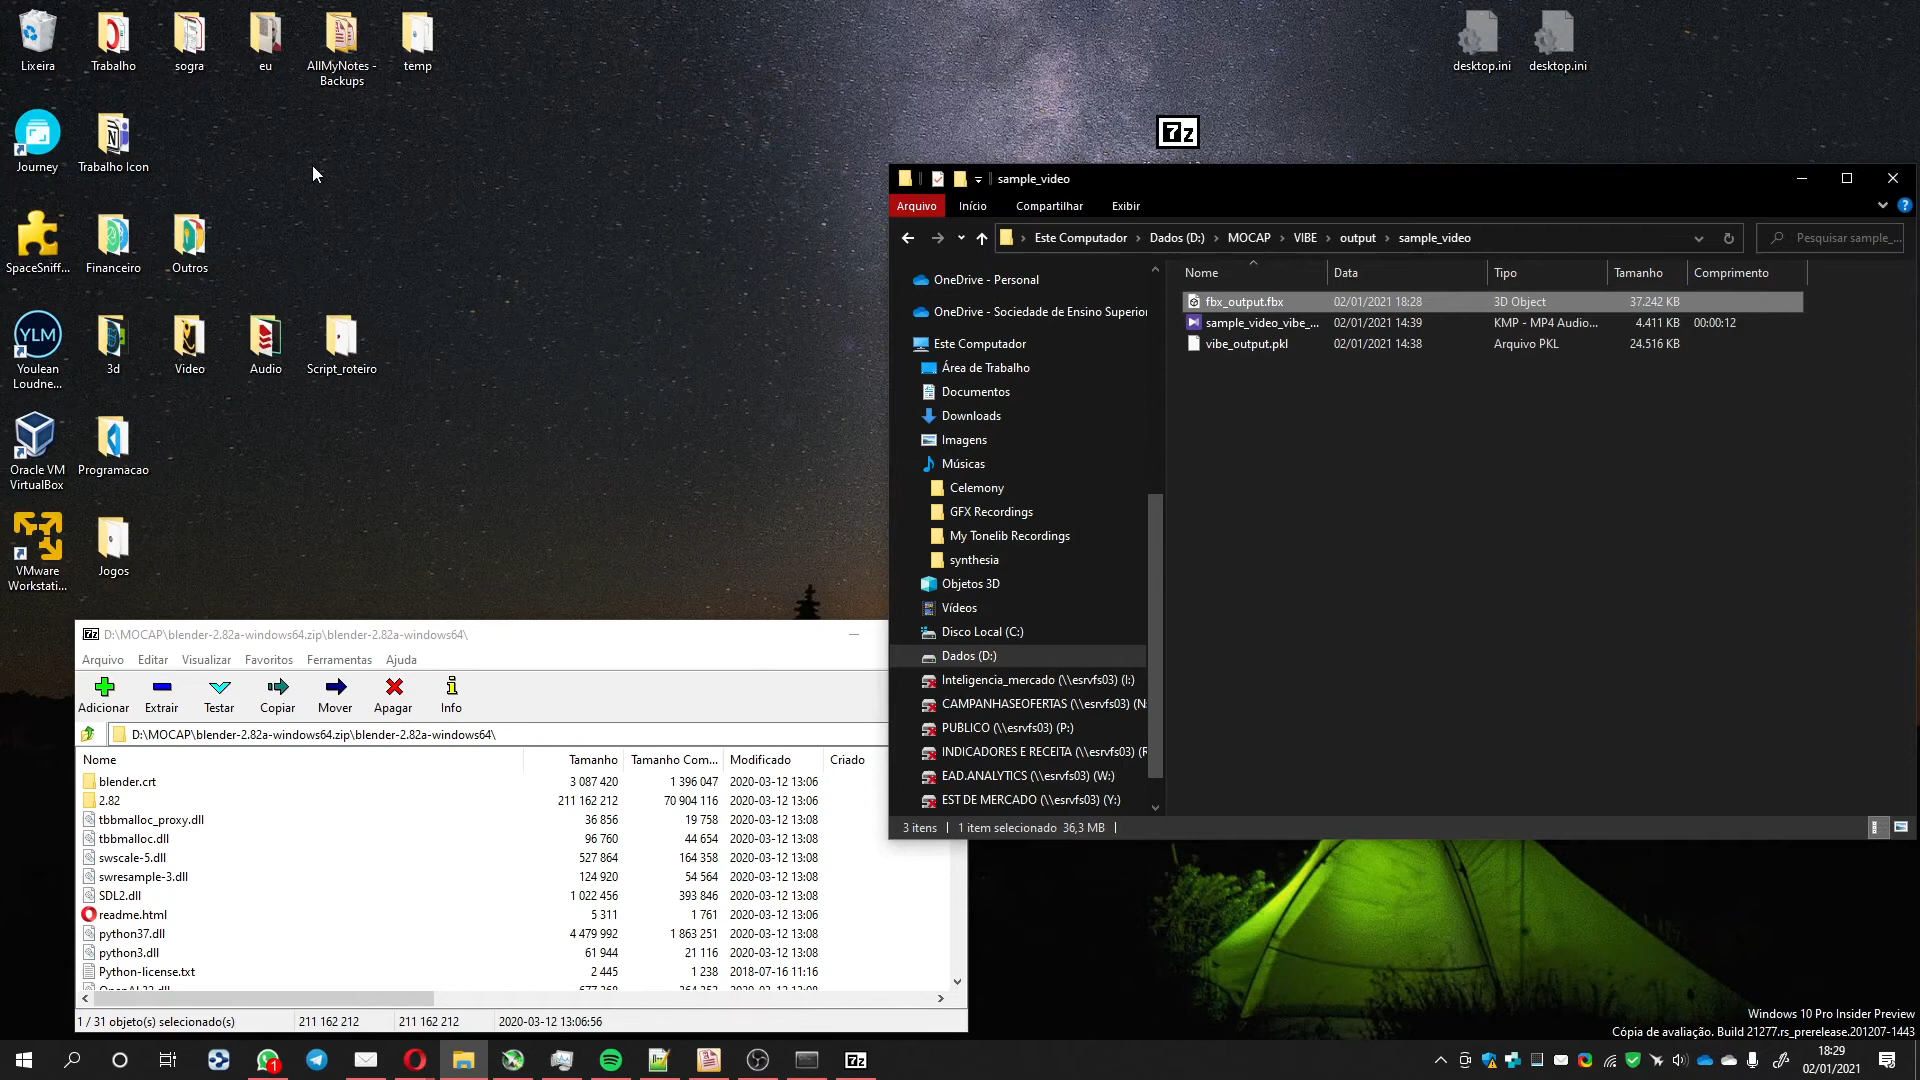 Lixeira
Trabalho
sogra
eu
AllMyNotes -
Backups
temp
desktop.ini
desktop.ini
Journey
Trabalho Icon
7z
SpaceSniff...
Financeiro
Outros
YLM
Youlean
Loudne...
3d
Video
Audio
Script_roteiro
Oracle VM
VirtualBox
Programacao
VMware
Workstati...
Jogos
sample_video
Arquivo
Início
Compartilhar
Exibir
Este Computador
Dados (D:)
MOCAP
VIBE
output
sample_video
Pesquisar sample_...
OneDrive - Personal
OneDrive - Sociedade de Ensino Superior
Este Computador
Área de Trabalho
Documentos
Downloads
Imagens
Músicas
Celemony
GFX Recordings
My Tonelib Recordings
synthesia
Objetos 3D
Vídeos
Disco Local (C:)
Dados (D:)
Inteligencia_mercado (\\esrvfs03) (I:)
CAMPANHASEOFERTAS (\\esrvfs03) (N:
PUBLICO (\\esrvfs03) (P:)
INDICADORES E RECEITA (\\esrvfs03) (R
EAD.ANALYTICS (\\esrvfs03) (W:)
EST DE MERCADO (\\esrvfs03) (Y:)
Nome Data Tipo Tamanho Comprimento
fbx_output.fbx 02/01/2021 18:28 3D Object 37.242 KB
sample_video_vibe_... 02/01/2021 14:39 KMP - MP4 Audio... 4.411 KB 00:00:12
vibe_output.pkl 02/01/2021 14:38 Arquivo PKL 24.516 KB
3 itens 1 item selecionado 36,3 MB
D:\MOCAP\blender-2.82a-windows64.zip\blender-2.82a-windows64\
Arquivo Editar Visualizar Favoritos Ferramentas Ajuda
Adicionar Extrair Testar Copiar Mover Apagar Info
D:\MOCAP\blender-2.82a-windows64.zip\blender-2.82a-windows64\
Nome Tamanho Tamanho Com... Modificado Criado
blender.crt 3 087 420 1 396 047 2020-03-12 13:06
2.82 211 162 212 70 904 116 2020-03-12 13:06
tbbmalloc_proxy.dll 36 856 19 758 2020-03-12 13:08
tbbmalloc.dll 96 760 44 654 2020-03-12 13:08
swscale-5.dll 527 864 164 358 2020-03-12 13:08
swresample-3.dll 124 920 54 564 2020-03-12 13:08
SDL2.dll 1 022 456 393 846 2020-03-12 13:08
readme.html 5 311 1 761 2020-03-12 13:06
python37.dll 4 479 992 1 863 251 2020-03-12 13:08
python3.dll 61 944 21 116 2020-03-12 13:08
Python-license.txt 2 445 1 238 2018-07-16 11:16
1 / 31 objeto(s) selecionado(s) 211 162 212 211 162 212 2020-03-12 13:06:56
Windows 10 Pro Insider Preview
Cópia de avaliação. Build 21277.rs_prerelease.201207-1443
1
7z
18:29
02/01/2021